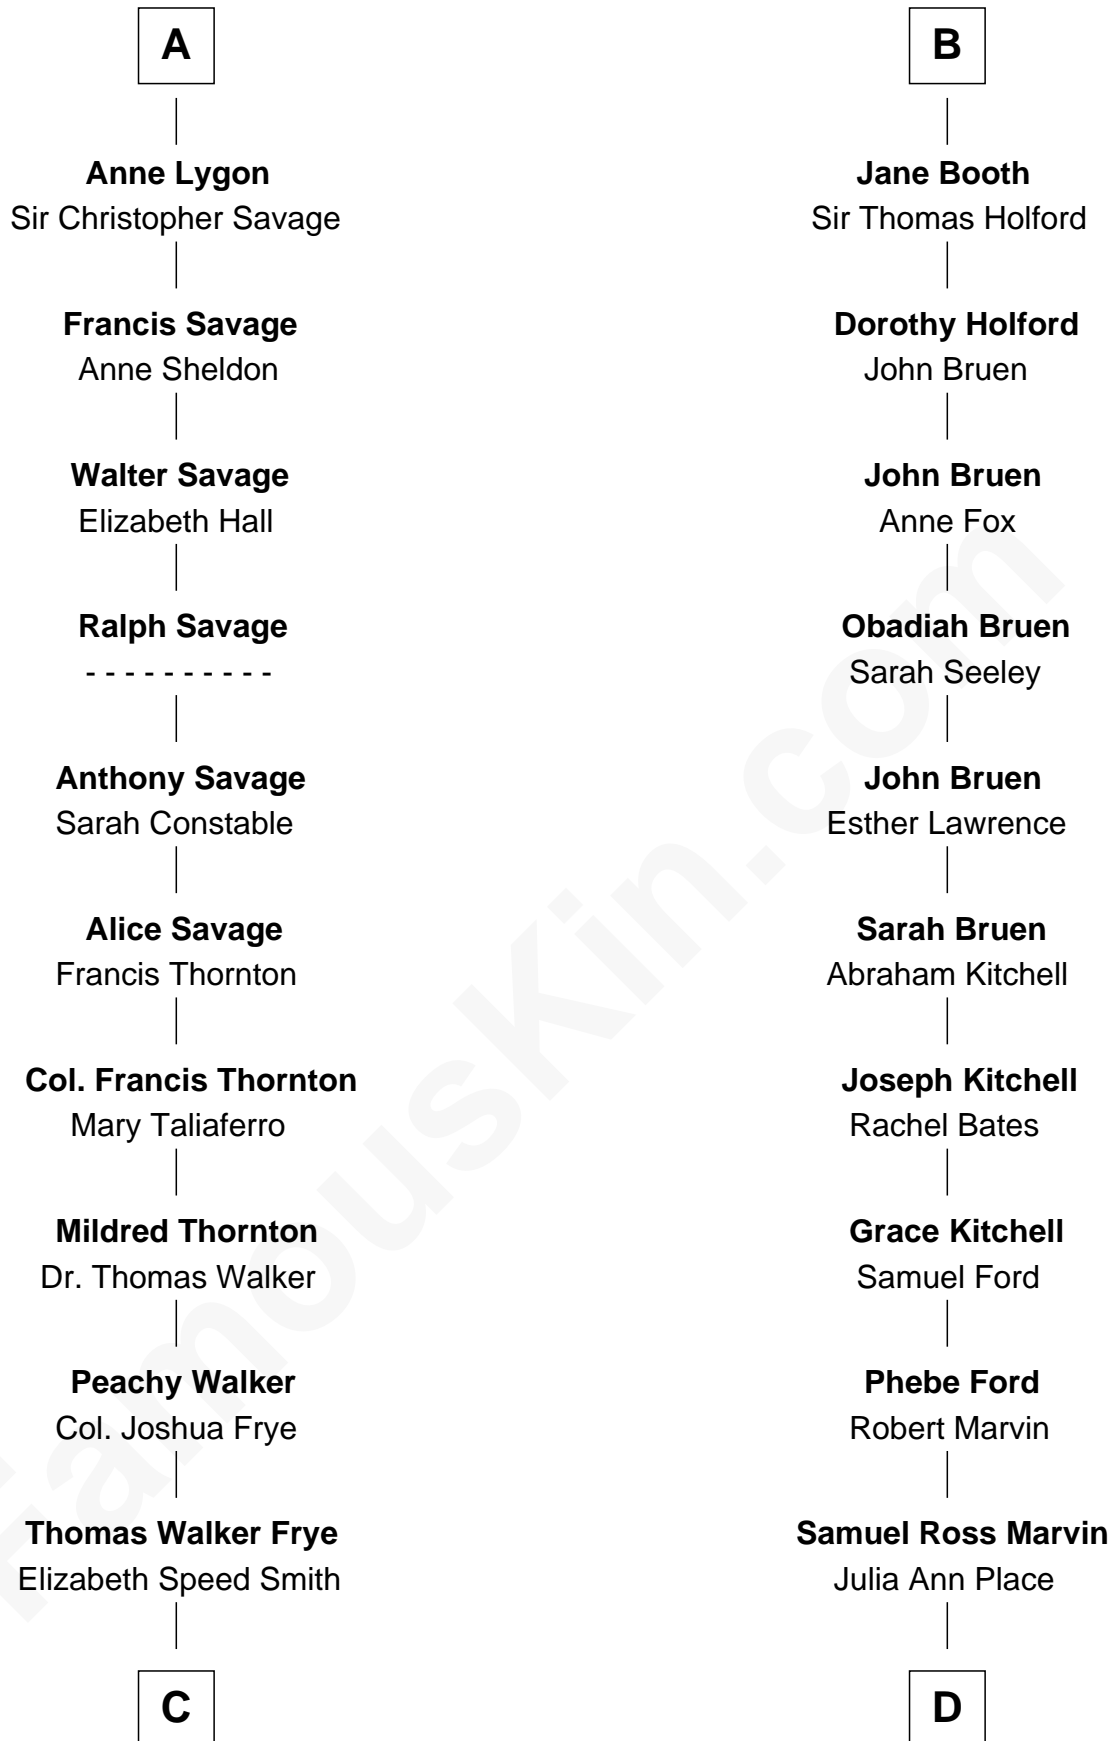 A
Anne Lygon
Sir Christopher Savage
Francis Savage
Anne Sheldon
Walter Savage
Elizabeth Hall
Ralph Savage
- - - - - - - - - -
Anthony Savage
Sarah Constable
Alice Savage
Francis Thornton
Col. Francis Thornton
Mary Taliaferro
Mildred Thornton
Dr. Thomas Walker
Peachy Walker
Col. Joshua Frye
Thomas Walker Frye
Elizabeth Speed Smith
C
B
Jane Booth
Sir Thomas Holford
Dorothy Holford
John Bruen
John Bruen
Anne Fox
Obadiah Bruen
Sarah Seeley
John Bruen
Esther Lawrence
Sarah Bruen
Abraham Kitchell
Joseph Kitchell
Rachel Bates
Grace Kitchell
Samuel Ford
Phebe Ford
Robert Marvin
Samuel Ross Marvin
Julia Ann Place
D
FamousKin.com